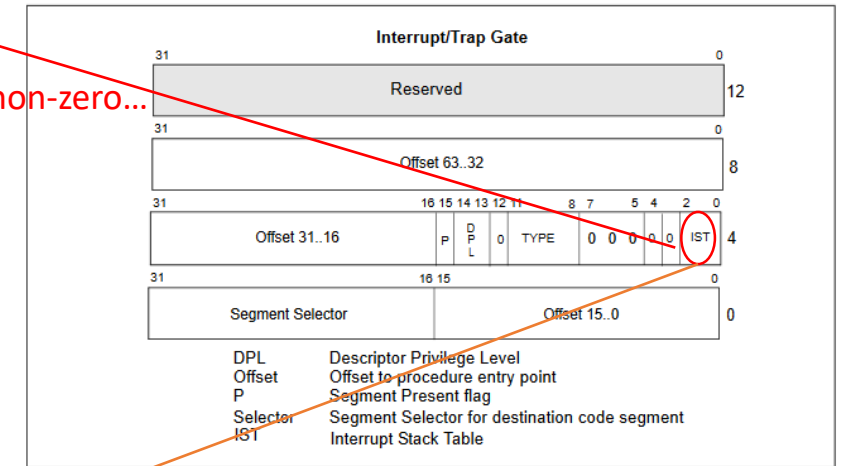 Interrupt/Trap Gate
31 0
Reserved 12
non-zero...
31 0
Offset 63..32 8
31 16 15 14 13 12 11 8 7 5 4 2 0
Offset 31..16 P DPL 0 TYPE 0 0 0 0 0 IST 4
31 16 15 0
Segment Selector Offset 15..0 0
DPL Descriptor Privilege Level
Offset Offset to procedure entry point
P Segment Present flag
Selector Segment Selector for destination code segment
IST Interrupt Stack Table